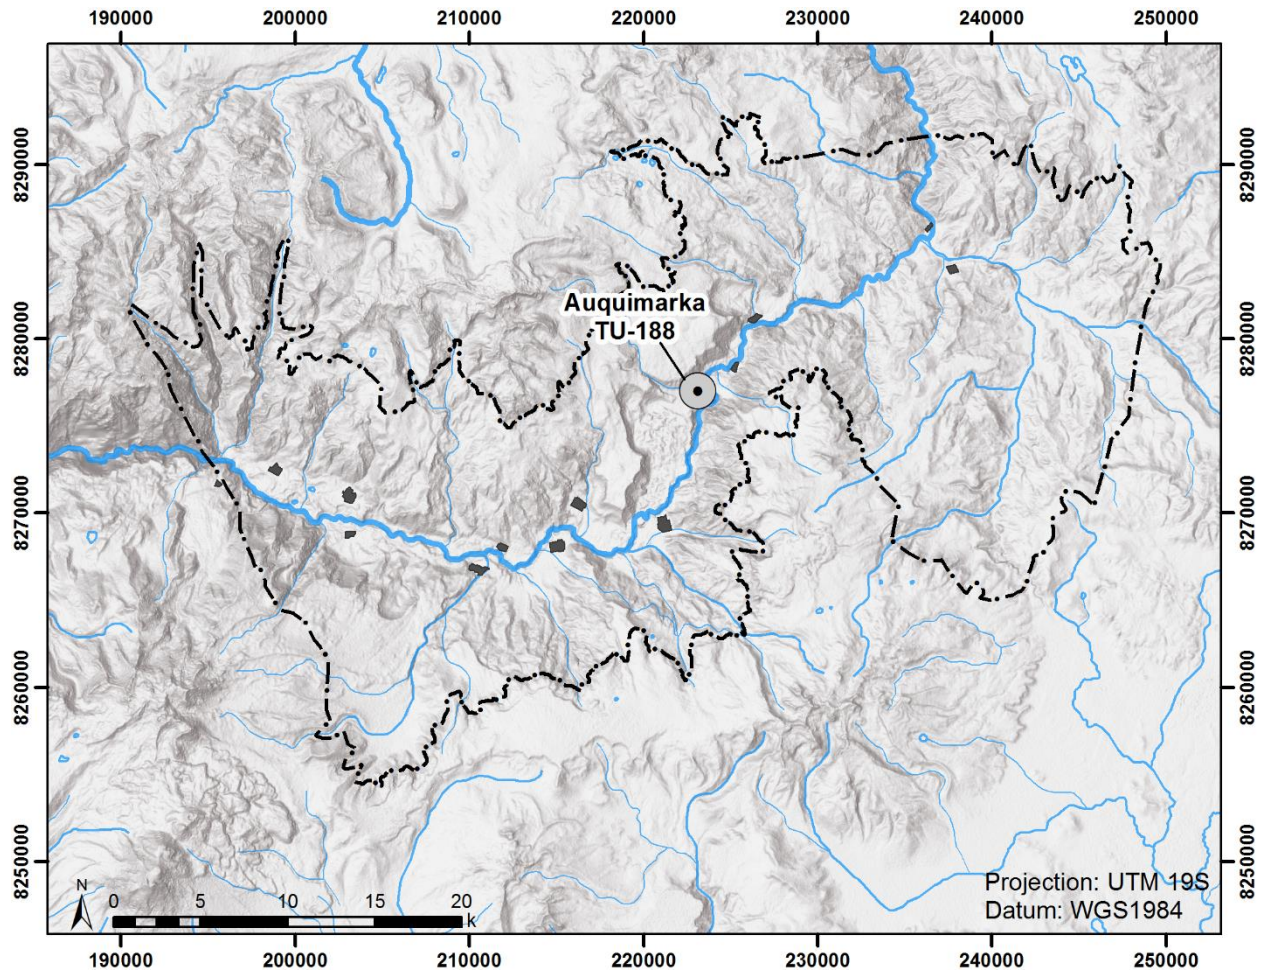 190000 200000 210000 220000 230000 240000 250000
8290000 8290000
8280000 8280000
8270000 8270000
8260000 8260000
8250000 8250000
Auquimarka
TU-188
N
0 5 10 15 20
k
Projection: UTM 19S
Datum: WGS1984
190000 200000 210000 220000 230000 240000 250000